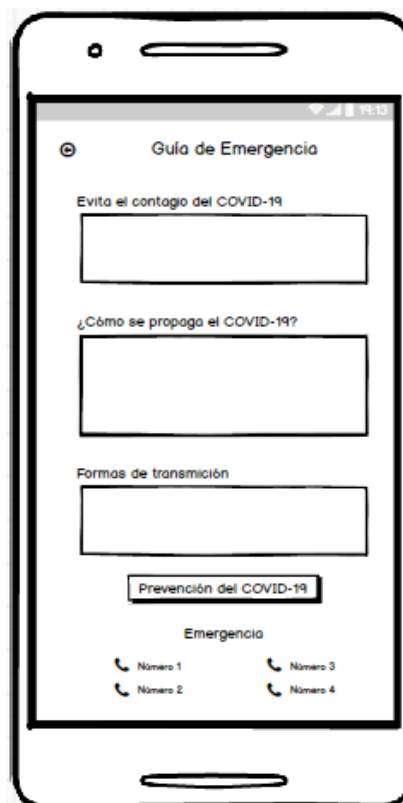 19:13
Guía de Emergencia
Evita el contagio del COVID-19
¿Cómo se propaga el COVID-19?
Formas de transmición
Prevención del COVID-19
Emergencia
Número 1 Número 3
Número 2 Número 4